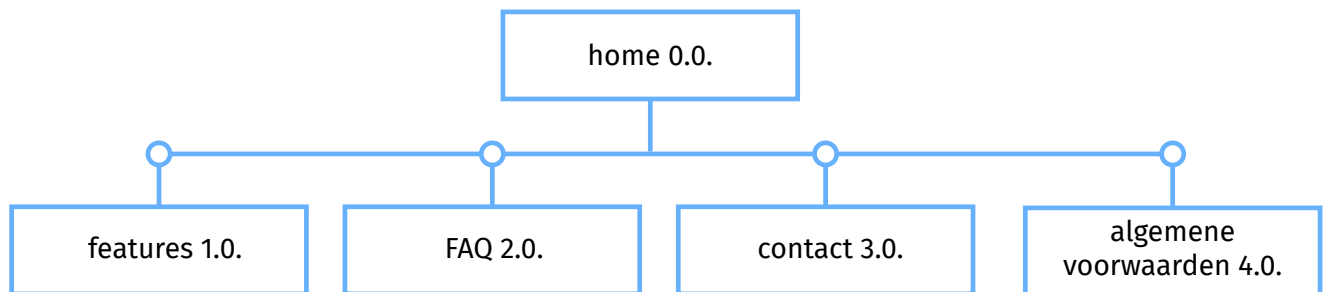 home 0.0.
features 1.0.
FAQ 2.0.
contact 3.0.
algemene
voorwaarden 4.0.